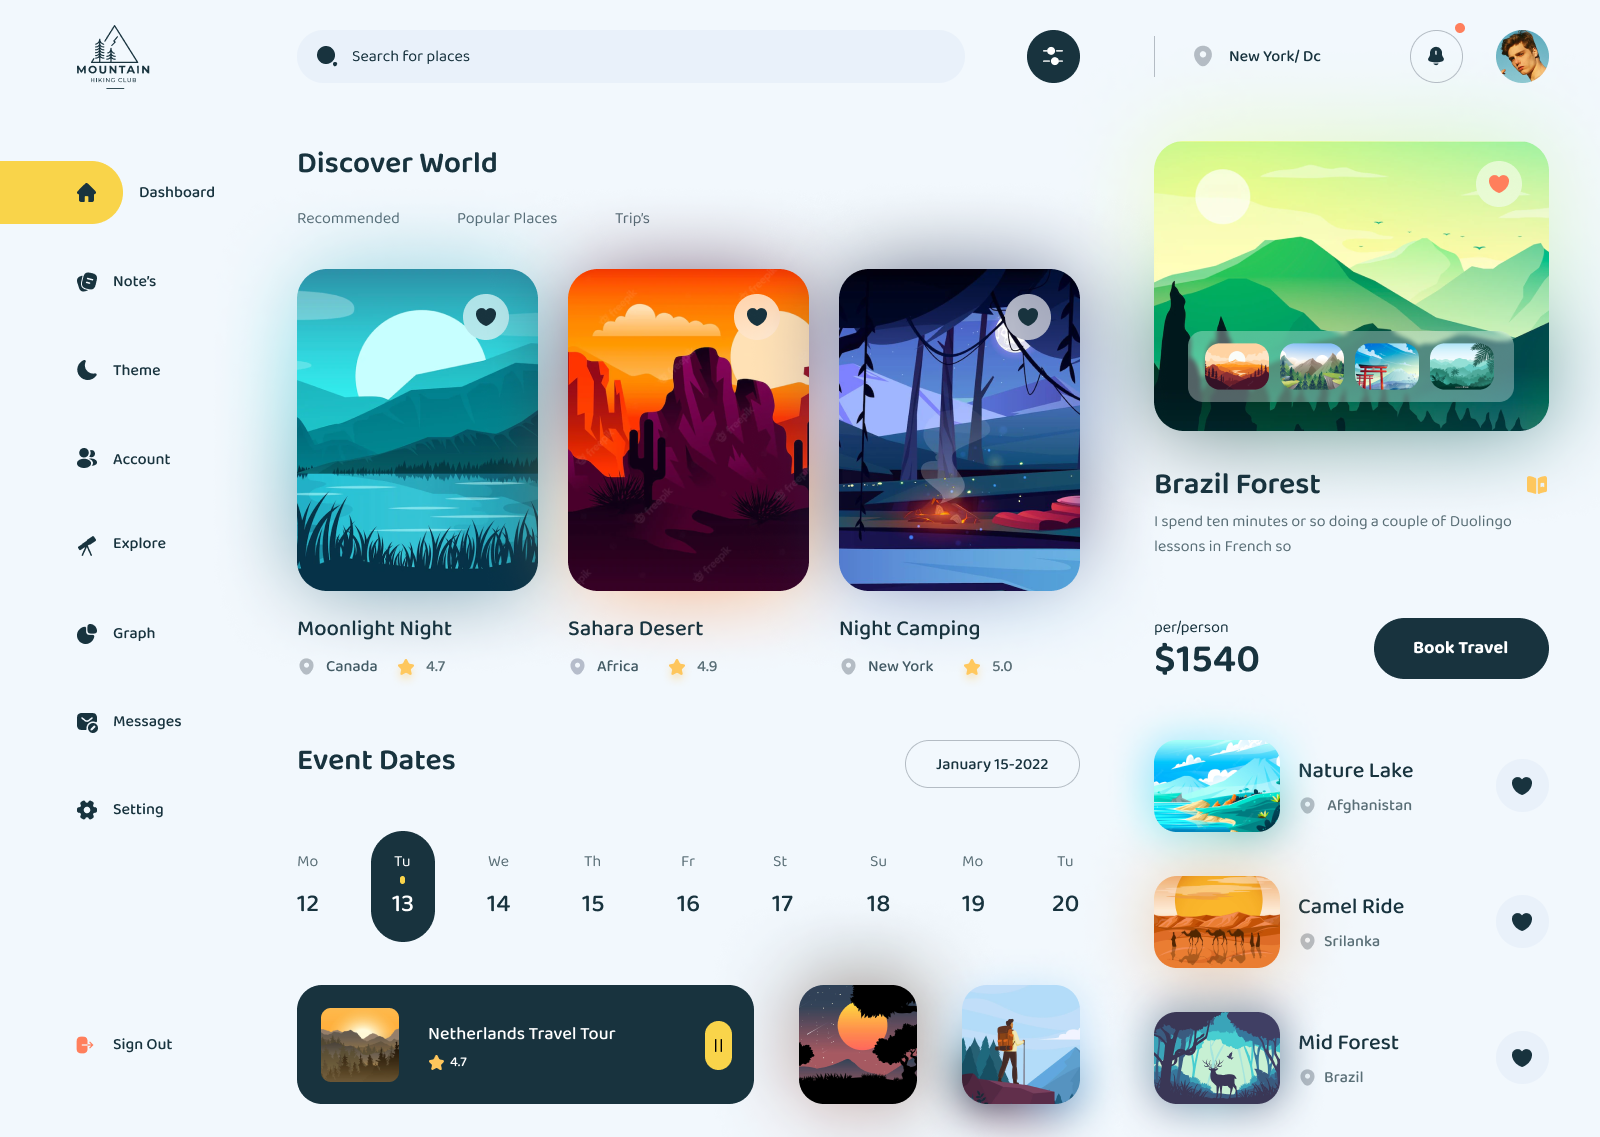 MOUNTAIN
HIKING CLUB
Search for places
New York/ Dc
Dashboard
Note's
Theme
Account
Explore
Graph
Messages
Setting
Sign Out
Discover World
Recommended
Popular Places
Trip's
freepik
freepik
freepik
Moonlight Night
Canada
4.7
Sahara Desert
Africa
4.9
Night Camping
New York
5.0
Event Dates
January 15-2022
Mo
Tu
We
Th
Fr
St
Su
Mo
Tu
12
13
14
15
16
17
18
19
20
Netherlands Travel Tour
4.7
Brazil Forest
I spend ten minutes or so doing a couple of Duolingo
lessons in French so
per/person
$1540
Book Travel
Nature Lake
Afghanistan
Camel Ride
Srilanka
Mid Forest
Brazil